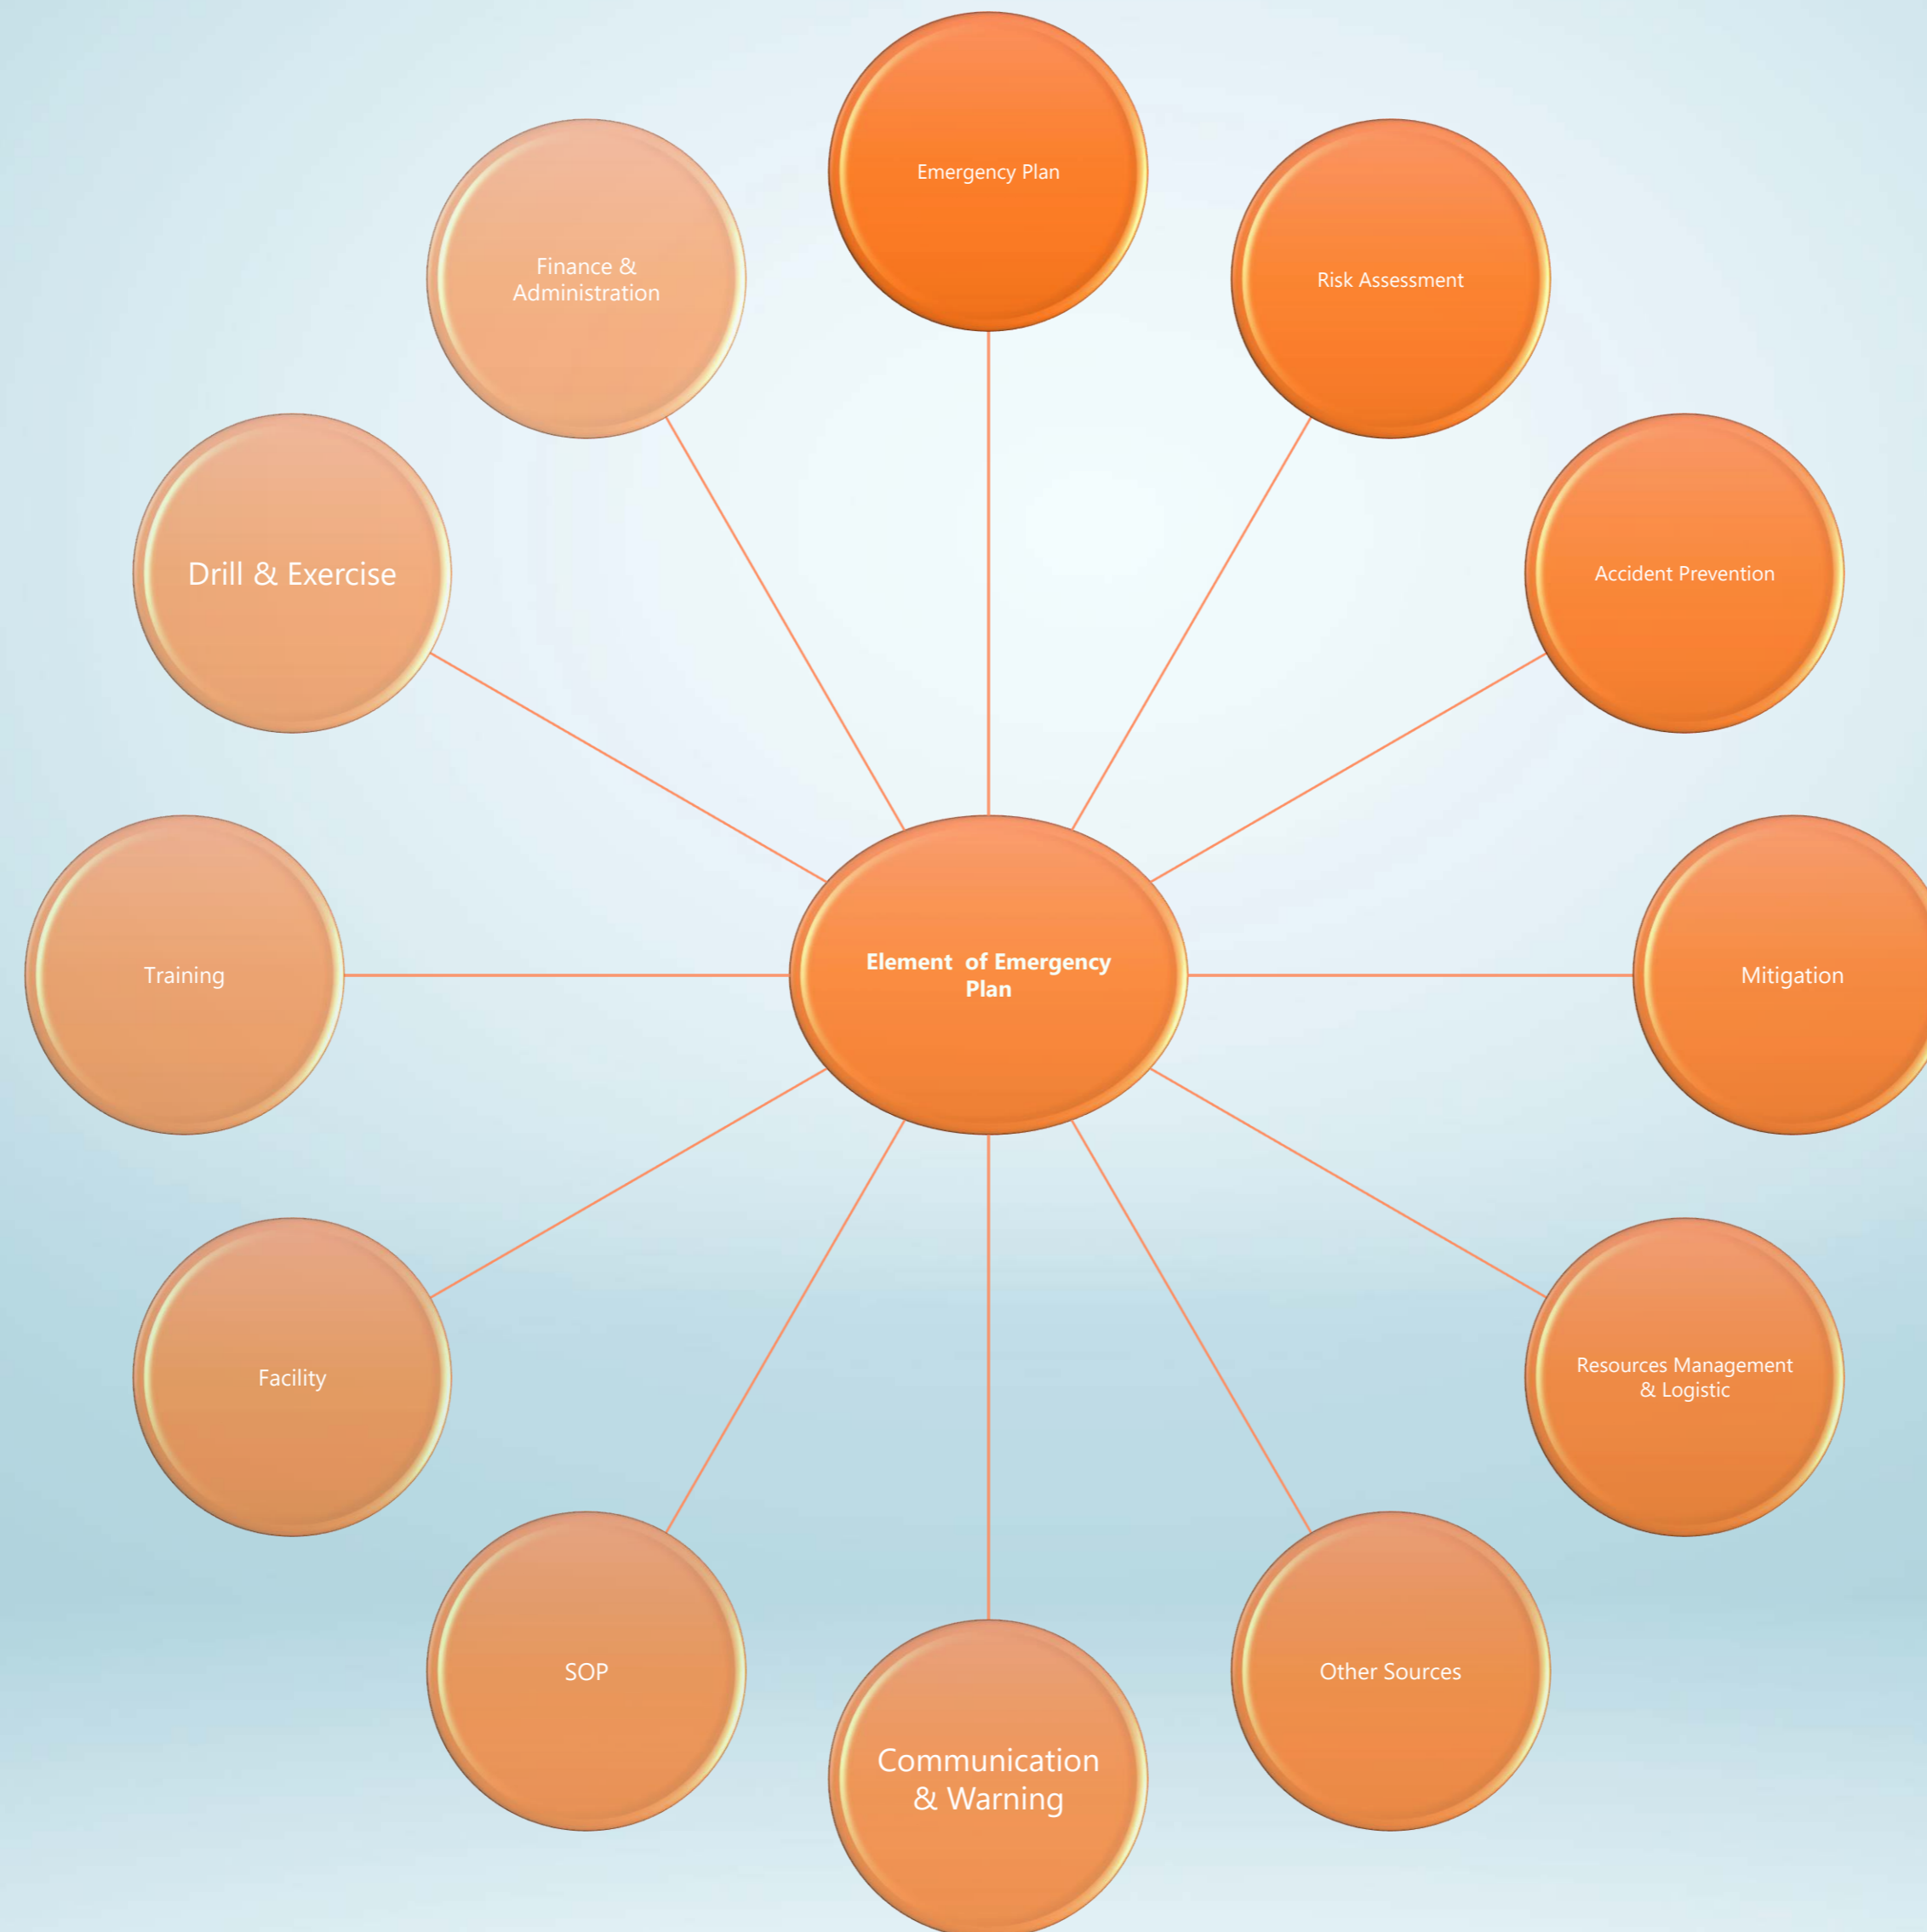 Emergency Plan
Risk Assessment
Accident Prevention
Mitigation
Resources Management
& Logistic
Other Sources
Communication
& Warning
SOP
Facility
Training
Drill & Exercise
Finance &
Administration
Element  of Emergency
Plan